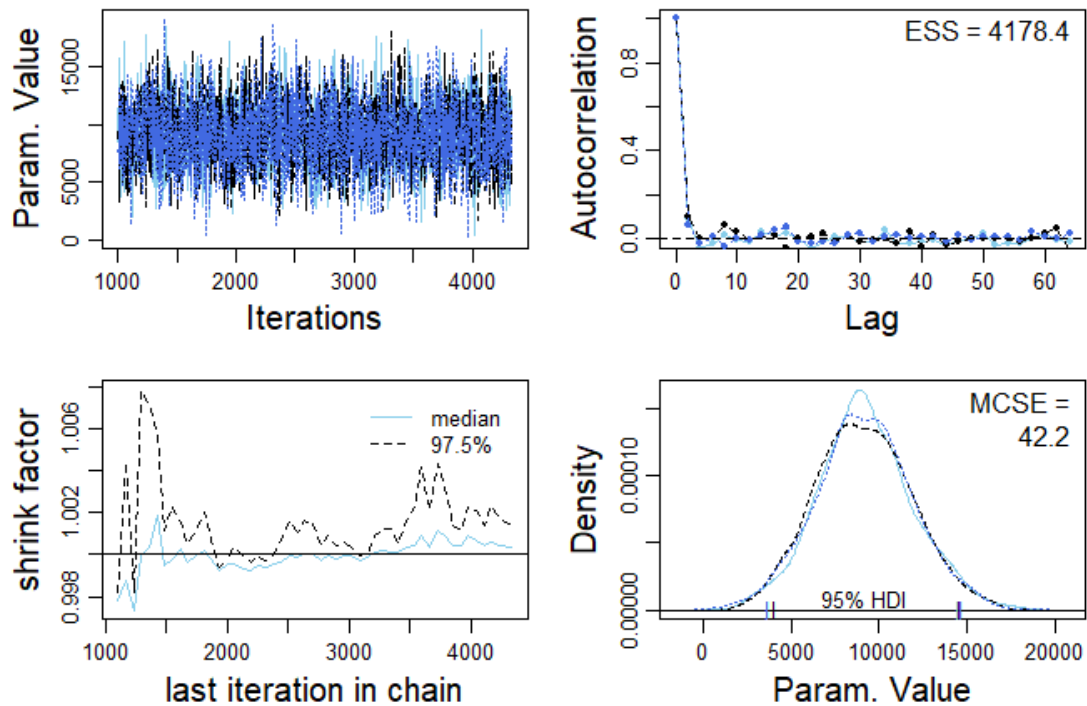 Param. Value
0 5000 15000
1000 2000 3000 4000
Iterations
Autocorrelation
0.0 0.4 0.8
ESS = 4178.4
0 10 20 30 40 50 60
Lag
shrink factor
0.998 1.002 1.006
median
97.5%
1000 2000 3000 4000
last iteration in chain
Density
0.00000 0.00010
MCSE =
42.2
95% HDI
0 5000 10000 15000 20000
Param. Value